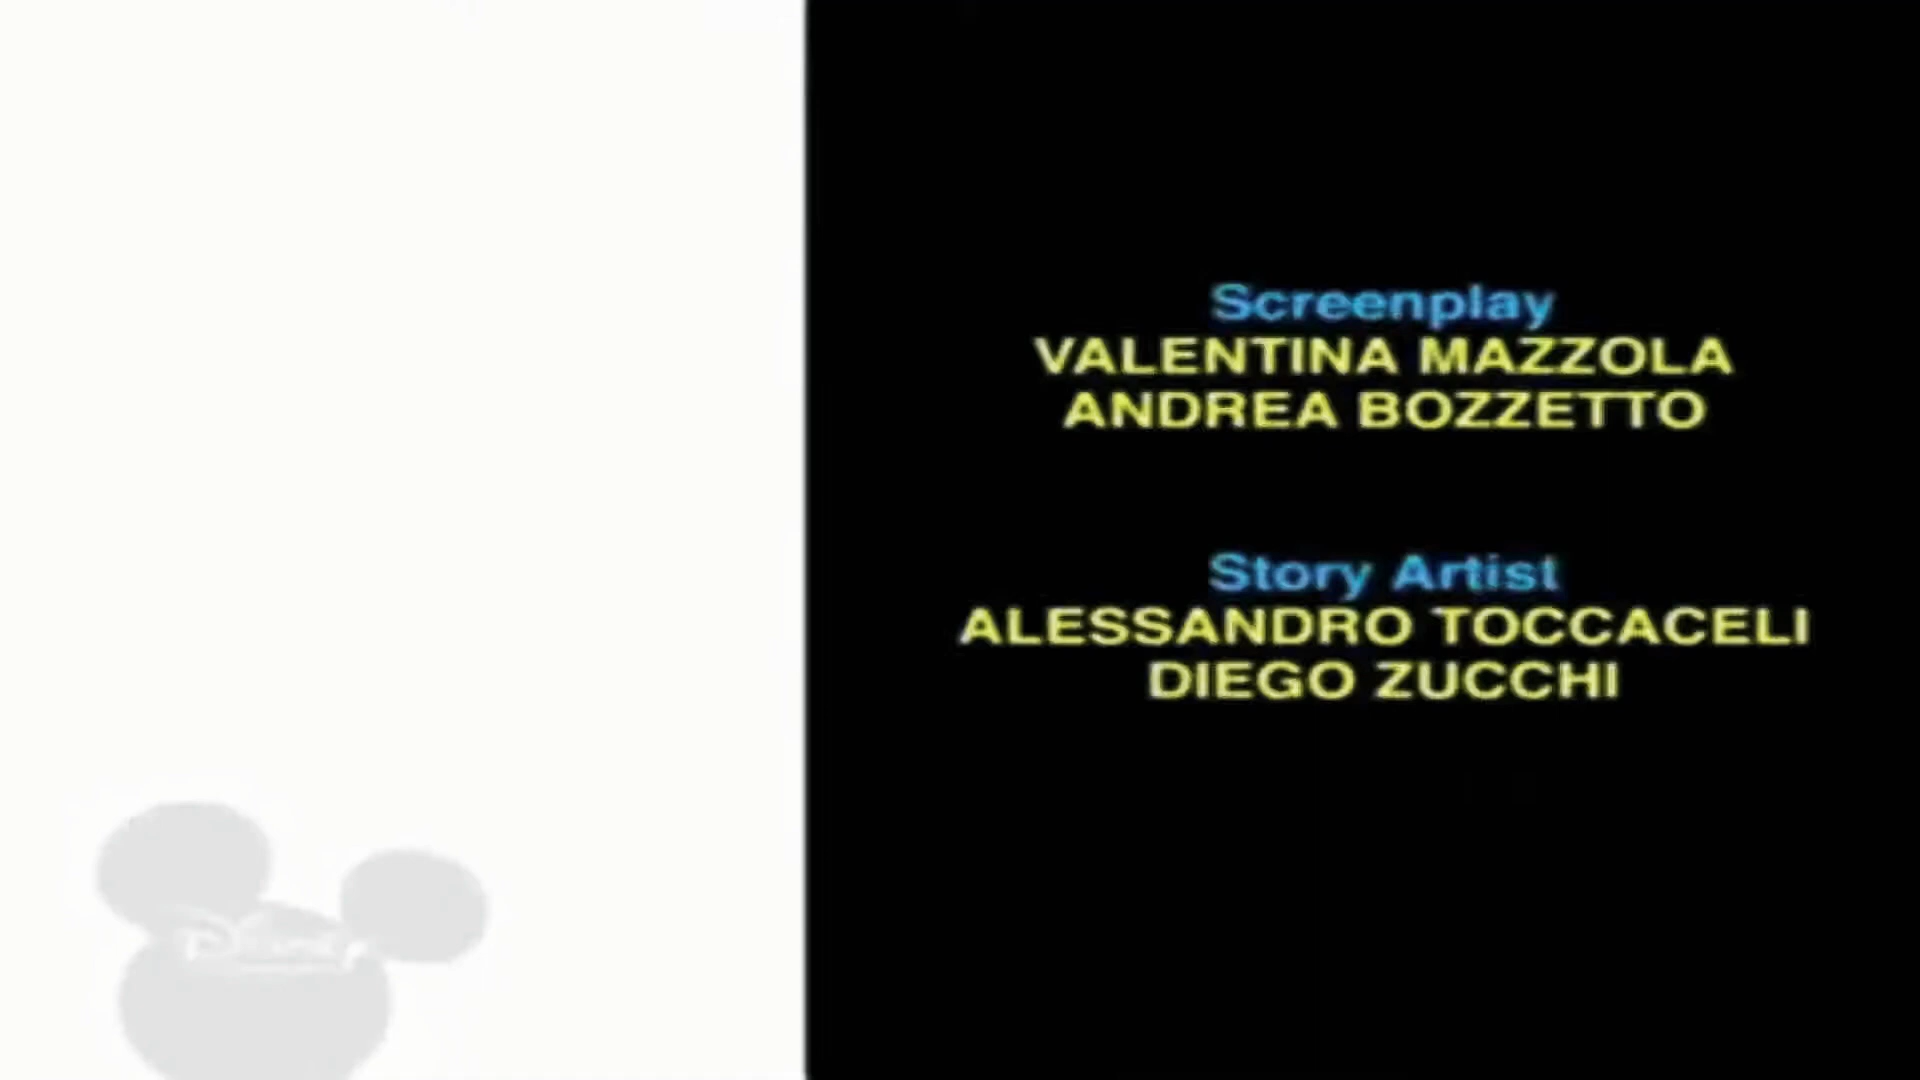 Screenplay
VALENTINA MAZZOLA
ANDREA BOZZETTO
Story Artist
ALESSANDRO TOCCACELI
DIEGO ZUCCHI
Disney